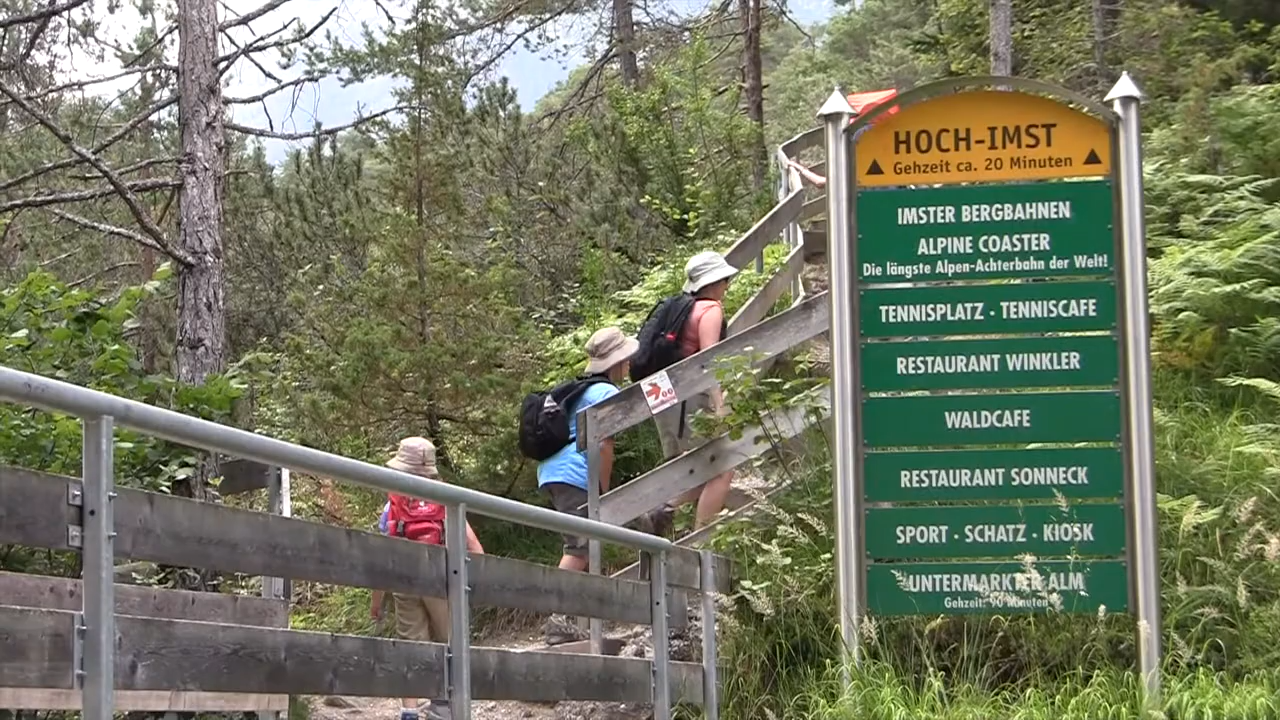 HOCH-IMST
Gehzeit ca. 20 Minuten
IMSTER BERGBAHNEN
ALPINE COASTER
Die längste Alpen-Achterbahn der Welt!
TENNISPLATZ · TENNISCAFE
RESTAURANT WINKLER
WALDCAFE
RESTAURANT SONNECK
SPORT · SCHATZ · KIOSK
UNTERMARKTER ALM
Gehzeit: 90 Minuten